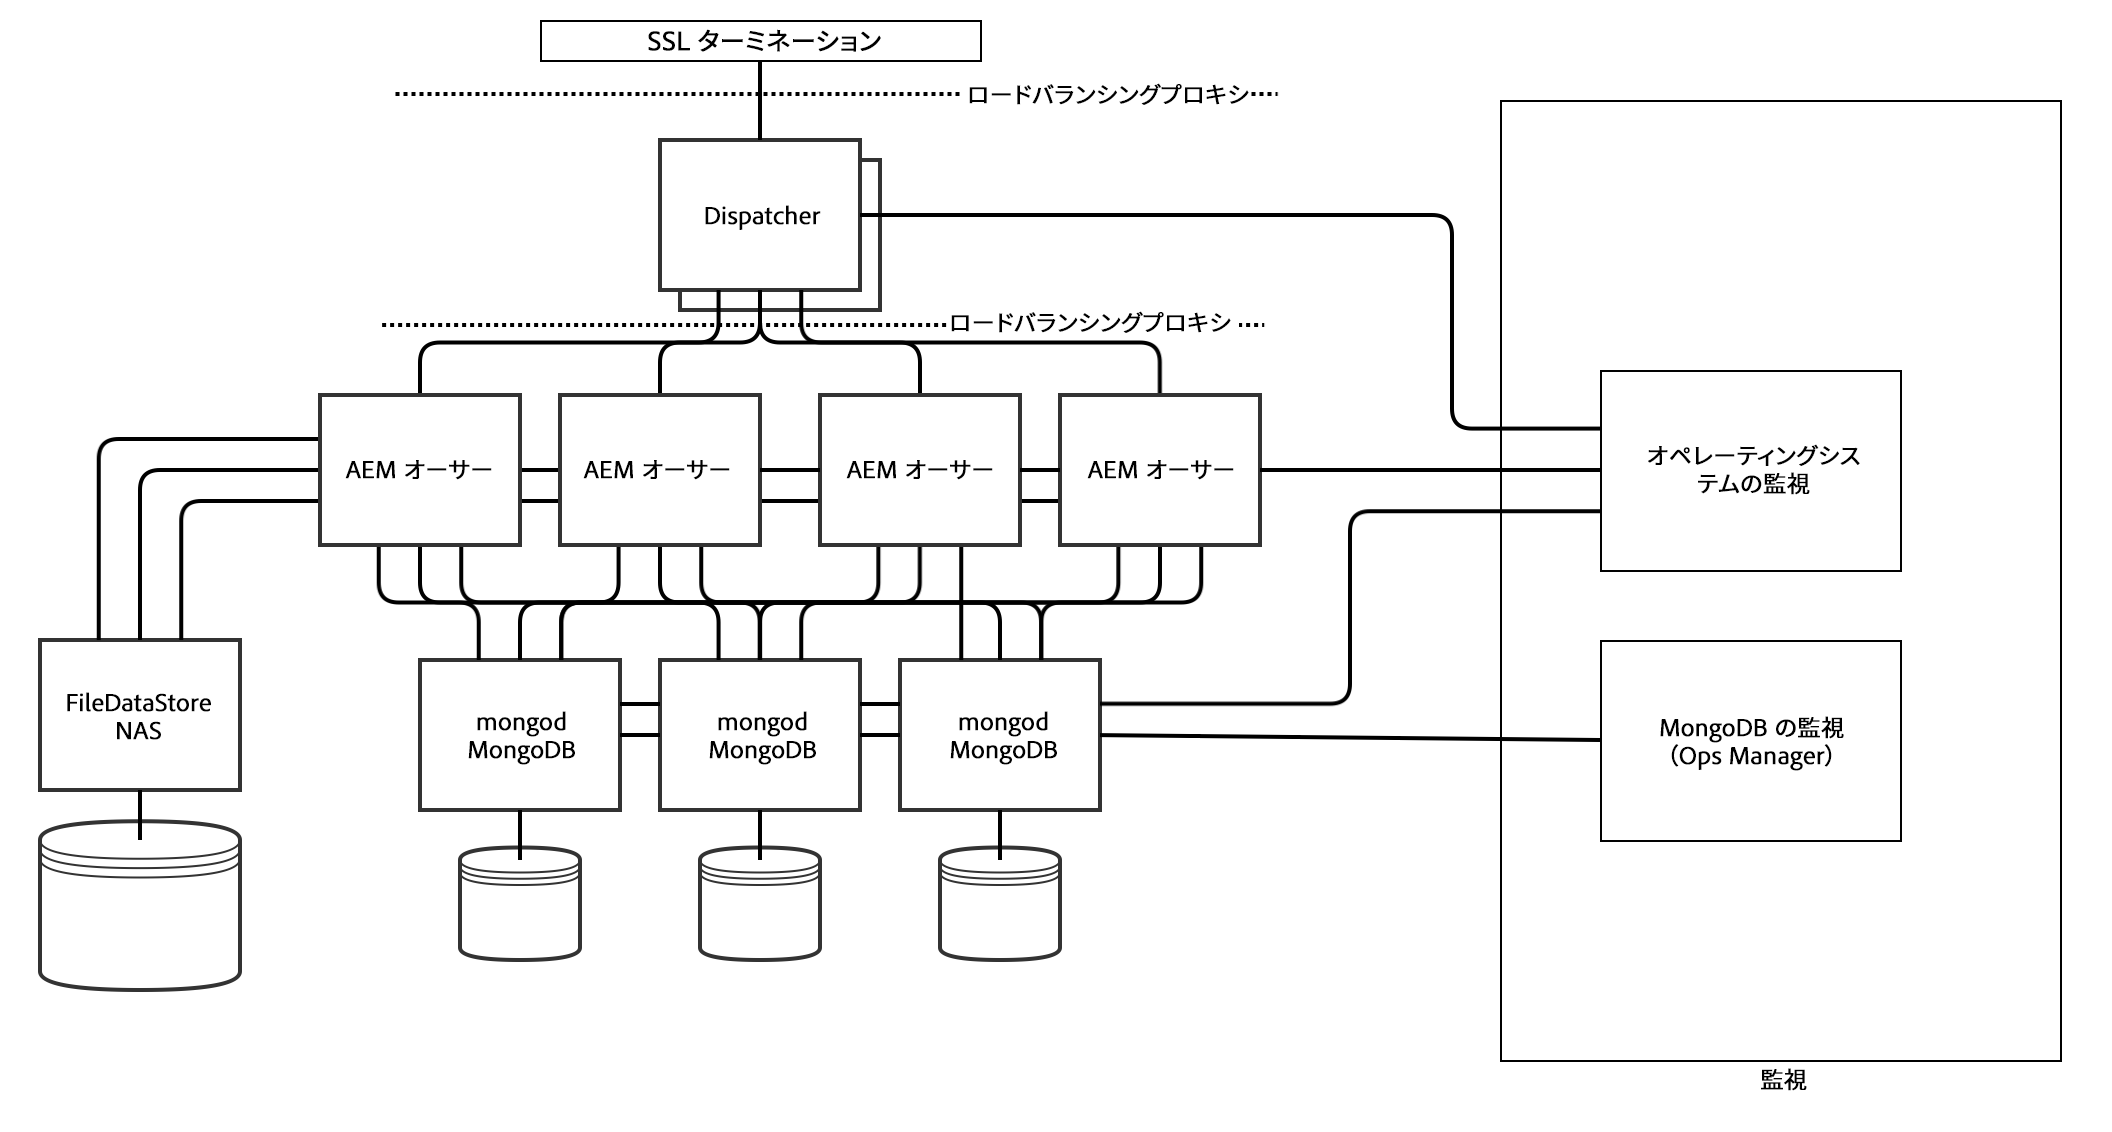 SSL ターミネーション
ロードバランシングプロキシ
Dispatcher
ロードバランシングプロキシ
AEM オーサー
AEM オーサー
AEM オーサー
AEM オーサー
オペレーティングシス
テムの監視
FileDataStore
NAS
mongod
MongoDB
mongod
MongoDB
mongod
MongoDB
MongoDB の監視
（Ops Manager）
監視